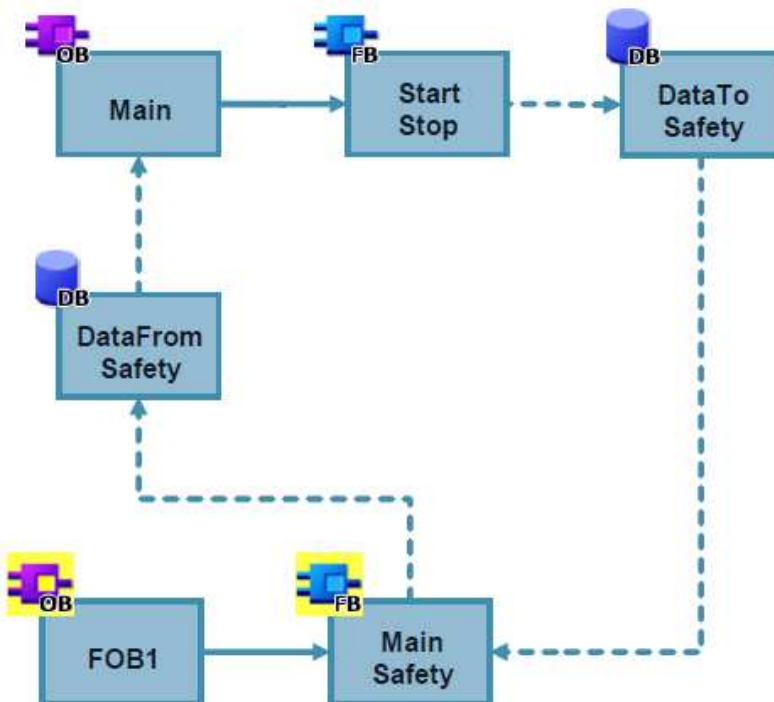 OB
FB
DB
Main
Start
Stop
DataTo
Safety
DB
DataFrom
Safety
OB
FB
FOB1
Main
Safety